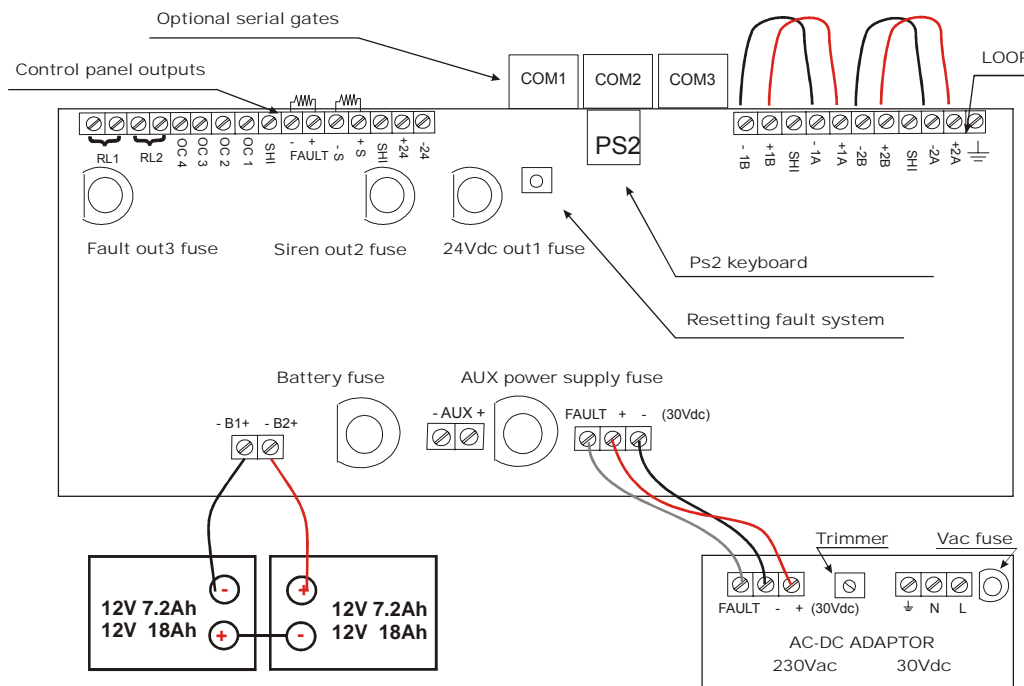 Optional serial gates
Control panel outputs
COM1 COM2 COM3
LOOP
RL1 RL2 OC 4 OC 3 OC 2 OC 1 SHI - + FAULT - S + S SHI +24 -24
PS2
- 1B +1B SHI - 1A +1A -2B +2B SHI -2A +2A
Fault out3 fuse
Siren out2 fuse
24Vdc out1 fuse
Ps2 keyboard
Resetting fault system
Battery fuse
AUX power supply fuse
- B1+ - B2+
- AUX +
FAULT + - (30Vdc)
Trimmer
Vac fuse
-
+
12V 7.2Ah
12V 18Ah
+
-
12V 7.2Ah
12V 18Ah
FAULT - + (30Vdc)
N L
AC-DC ADAPTOR
230Vac 30Vdc